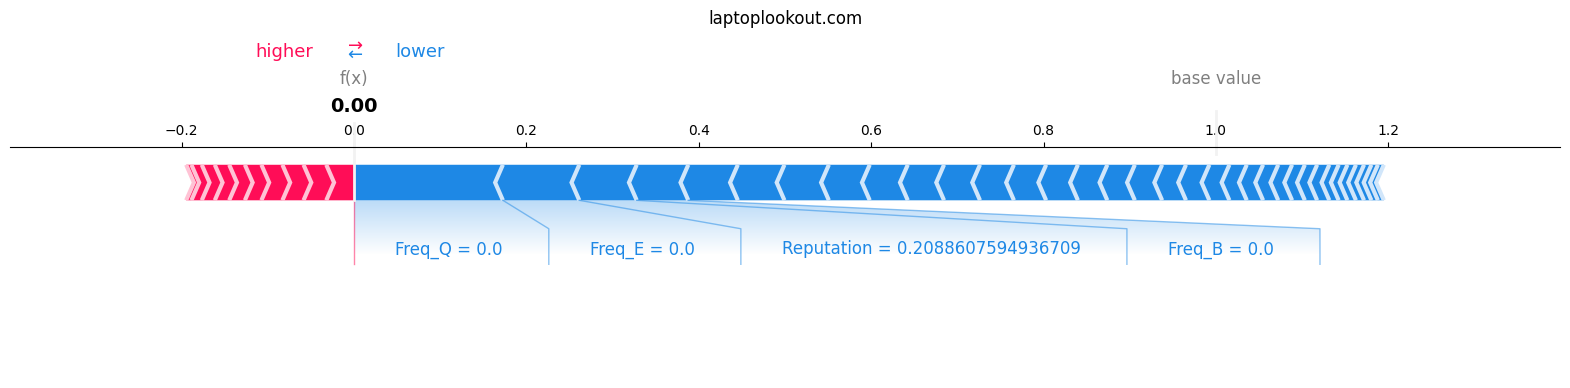 laptoplookout.com
higher ⇄ lower
f(x) base value
0.00
−0.2 0.0 0.2 0.4 0.6 0.8 1.0 1.2
Freq_Q = 0.0 Freq_E = 0.0 Reputation = 0.2088607594936709 Freq_B = 0.0